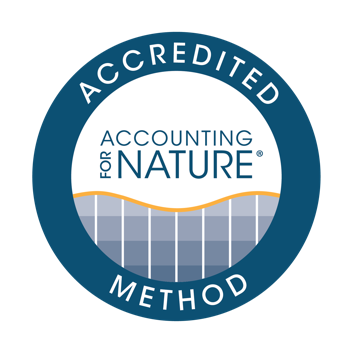 ACCREDITED
ACCOUNTING
FOR NATURE®
METHOD